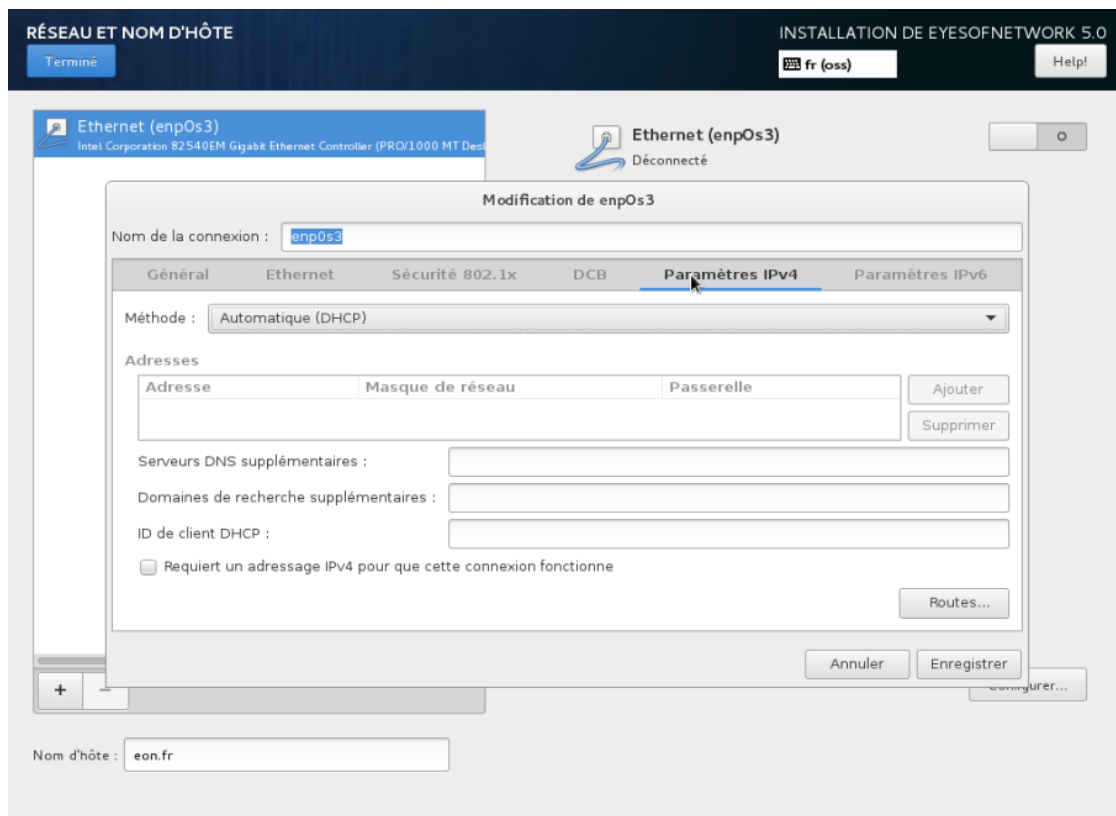 RÉSEAU ET NOM D'HÔTE
INSTALLATION DE EYESOFNETWORK 5.0
Terminé
fr (oss)
Help!
Ethernet (enp0s3)
Intel Corporation 82540EM Gigabit Ethernet Controller (PRO/1000 MT Des
Ethernet (enp0s3)
Déconnecté
Modification de enp0s3
Nom de la connexion : enp0s3
Général Ethernet Sécurité 802.1x DCB Paramètres IPv4 Paramètres IPv6
Méthode : Automatique (DHCP)
Adresses
Adresse Masque de réseau Passerelle
Ajouter
Supprimer
Serveurs DNS supplémentaires :
Domaines de recherche supplémentaires :
ID de client DHCP :
Requiert un adressage IPv4 pour que cette connexion fonctionne
Routes...
Annuler Enregistrer
+ −
Configurer...
Nom d'hôte : eon.fr